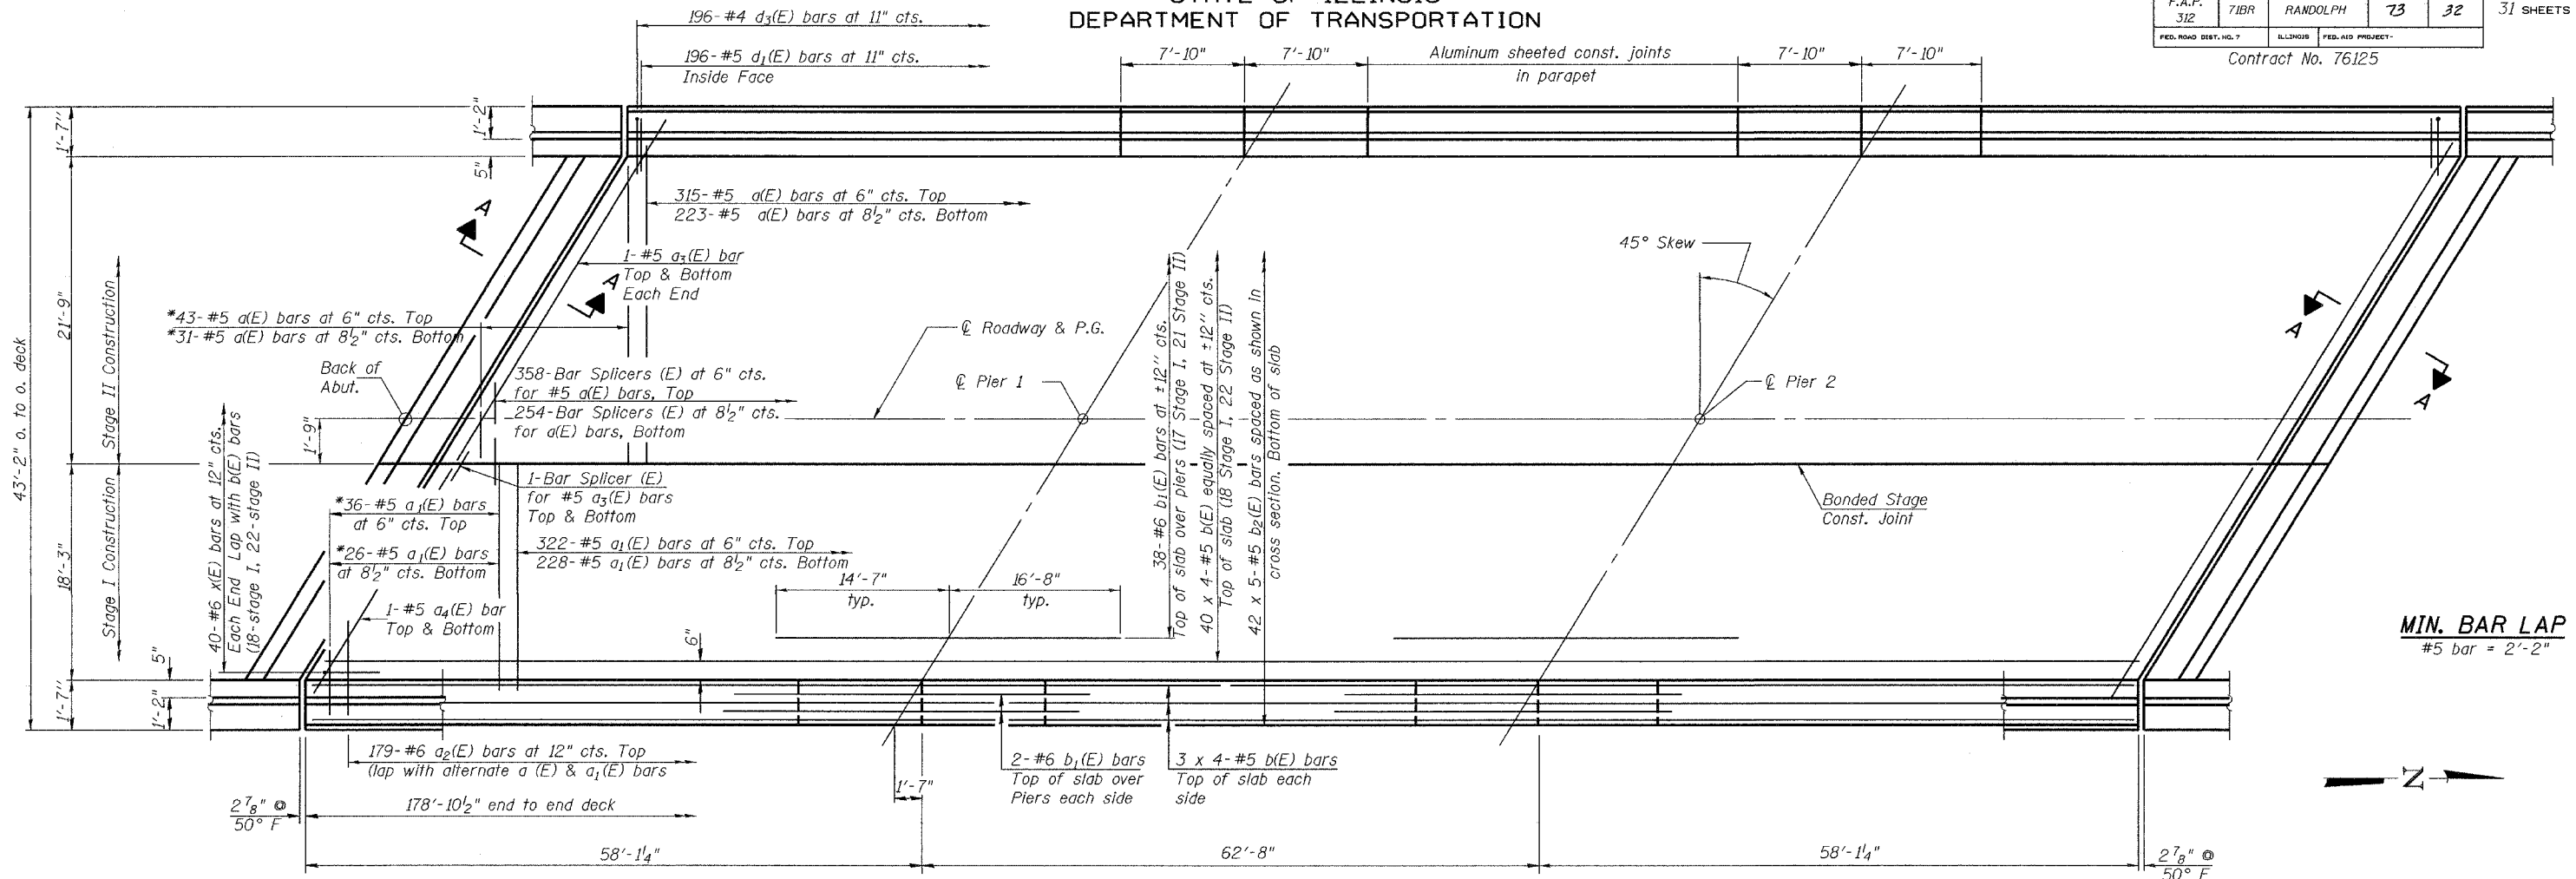 DEPARTMENT OF TRANSPORTATION
F.A.P. 312
71BR
RANDOLPH
73
32
31 SHEETS
FED. ROAD DIST. NO. 7
ILLINOIS
FED. AID PROJECT-
Contract No. 76125
196-#4 d3(E) bars at 11" cts.
196-#5 d1(E) bars at 11" cts.
Inside Face
7'-10"
7'-10"
Aluminum sheeted const. joints
in parapet
7'-10"
7'-10"
1'-7"
1'-2"
5"
315-#5 a(E) bars at 6" cts. Top
223-#5 a(E) bars at 8½" cts. Bottom
A
A
1-#5 a3(E) bar
Top & Bottom
Each End
45° Skew
43'-2" o. to o. deck
21'-9"
Stage II Construction
*43-#5 a(E) bars at 6" cts. Top
*31-#5 a(E) bars at 8½" cts. Bottom
℄ Roadway & P.G.
Back of
Abut.
358-Bar Splicers (E) at 6" cts.
for #5 a(E) bars, Top
254-Bar Splicers (E) at 8½" cts.
for a(E) bars, Bottom
℄ Pier 1
℄ Pier 2
A
A
1'-9"
38-#6 b1(E) bars at ±12" cts.
Top of slab over piers (17 Stage I, 21 Stage II)
40 x 4-#5 b(E) equally spaced at ±12" cts.
Top of slab (18 Stage I, 22 Stage II)
42 x 5-#5 b2(E) bars spaced as shown in
cross section. Bottom of slab
40-#6 x(E) bars at 12" cts.
Each End Lap with b(E) bars
(18-stage I, 22-stage II)
1-Bar Splicer (E)
for #5 a3(E) bars
Top & Bottom
Bonded Stage
Const. Joint
18'-3"
Stage I Construction
*36-#5 a1(E) bars
at 6" cts. Top
*26-#5 a1(E) bars
at 8½" cts. Bottom
322-#5 a1(E) bars at 6" cts. Top
228-#5 a1(E) bars at 8½" cts. Bottom
14'-7"
typ.
16'-8"
typ.
1-#5 a4(E) bar
Top & Bottom
6"
MIN. BAR LAP
#5 bar = 2'-2"
5"
1'-7"
1'-2"
179-#6 a2(E) bars at 12" cts. Top
(lap with alternate a (E) & a1(E) bars
2-#6 b1(E) bars
Top of slab over
Piers each side
3 x 4-#5 b(E) bars
Top of slab each
side
1'-7"
Z
2⅞" @
50° F
178'-10½" end to end deck
58'-1¼"
62'-8"
58'-1¼"
2⅞" @
50° F